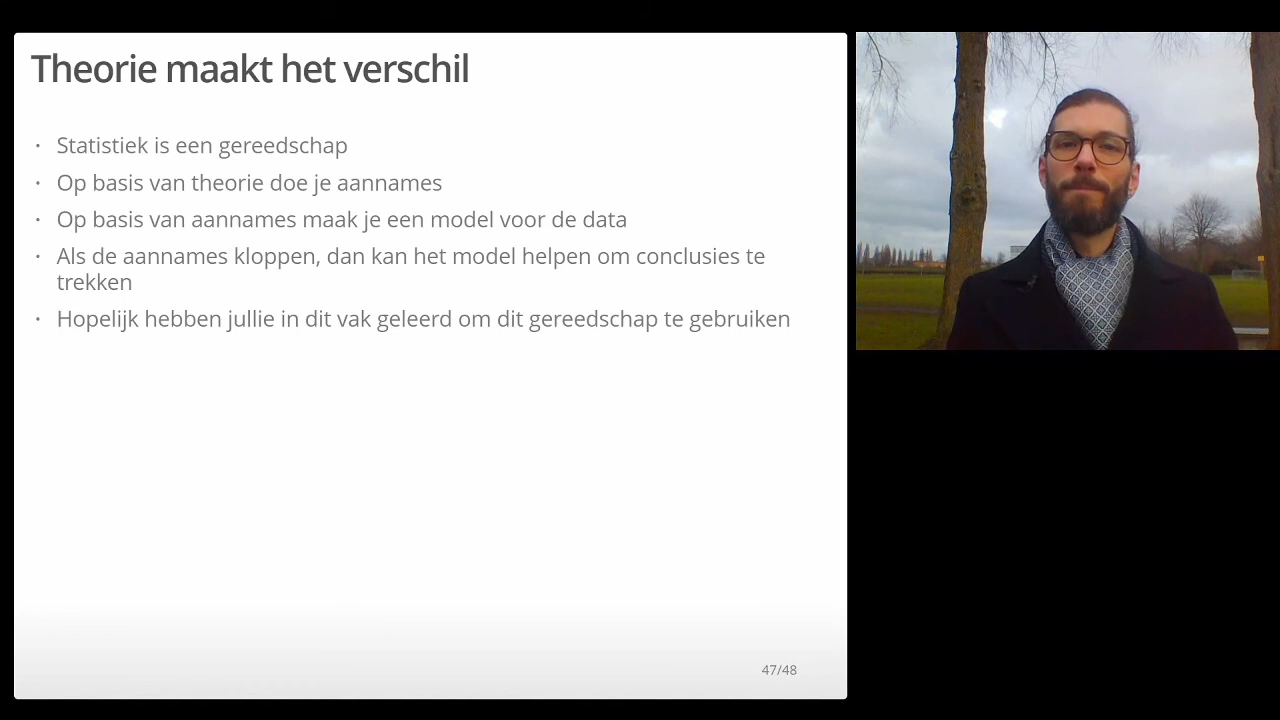 Theorie maakt het verschil
· Statistiek is een gereedschap
· Op basis van theorie doe je aannames
· Op basis van aannames maak je een model voor de data
· Als de aannames kloppen, dan kan het model helpen om conclusies te
trekken
· Hopelijk hebben jullie in dit vak geleerd om dit gereedschap te gebruiken
47/48